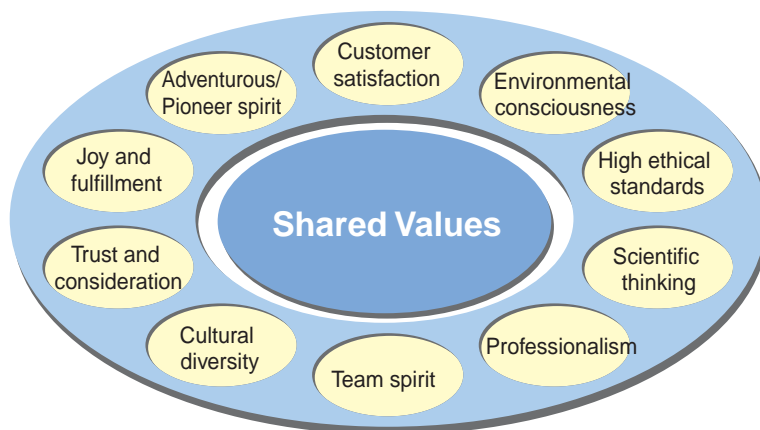 Customer
satisfaction
Environmental
consciousness
High ethical
standards
Scientific
thinking
Professionalism
Team spirit
Cultural
diversity
Trust and
consideration
Joy and
fulfillment
Adventurous/
Pioneer spirit
Shared Values